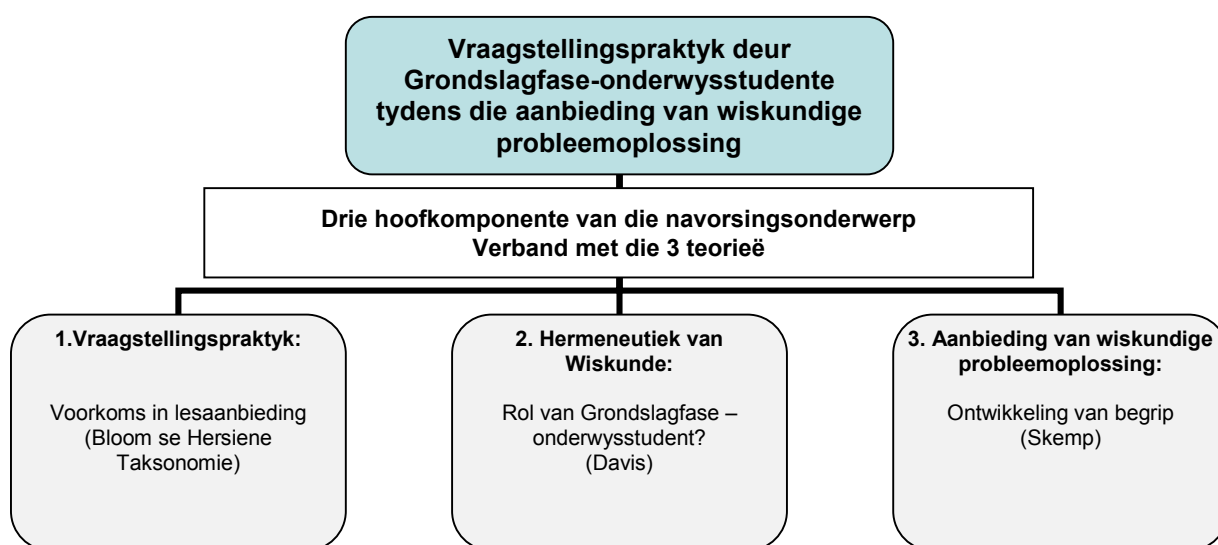 Vraagstellingspraktyk deur
Grondslagfase-onderwysstudente
tydens die aanbieding van wiskundige
probleemoplossing
Drie hoofkomponente van die navorsingsonderwerp
Verband met die 3 teorieë
1.Vraagstellingspraktyk:
Voorkoms in lesaanbieding
(Bloom se Hersiene
Taksonomie)
2. Hermeneutiek van
Wiskunde:
Rol van Grondslagfase –
onderwysstudent?
(Davis)
3. Aanbieding van wiskundige
probleemoplossing:
Ontwikkeling van begrip
(Skemp)